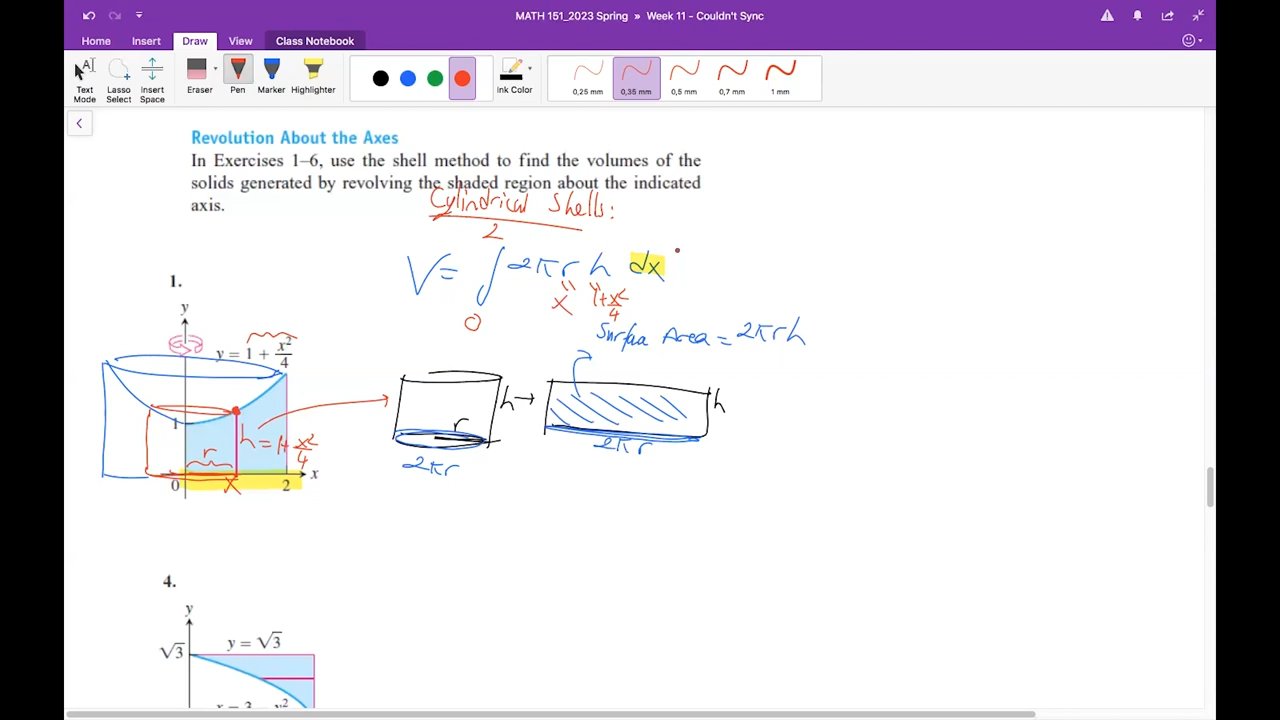 MATH 151_2023 Spring » Week 11 - Couldn't Sync
Home Insert Draw View Class Notebook
Text Mode
Lasso Select
Insert Space
Eraser
Pen
Marker
Highlighter
Ink Color
0,25 mm
0,35 mm
0,5 mm
0,7 mm
1 mm
Revolution About the Axes
In Exercises 1–6, use the shell method to find the volumes of the
solids generated by revolving the shaded region about the indicated
axis.
Cylindrical Shells:
V = ∫₀² 2πr h dx
x 1+x²/4
Surfaa Area = 2πrh
1.
y
y = 1 + x²/4
1
r
h = 1+x²/4
0 x 2 x
r
h →
2πr
h
2πr
4.
y
y = √3
√3
x = 3 − y²